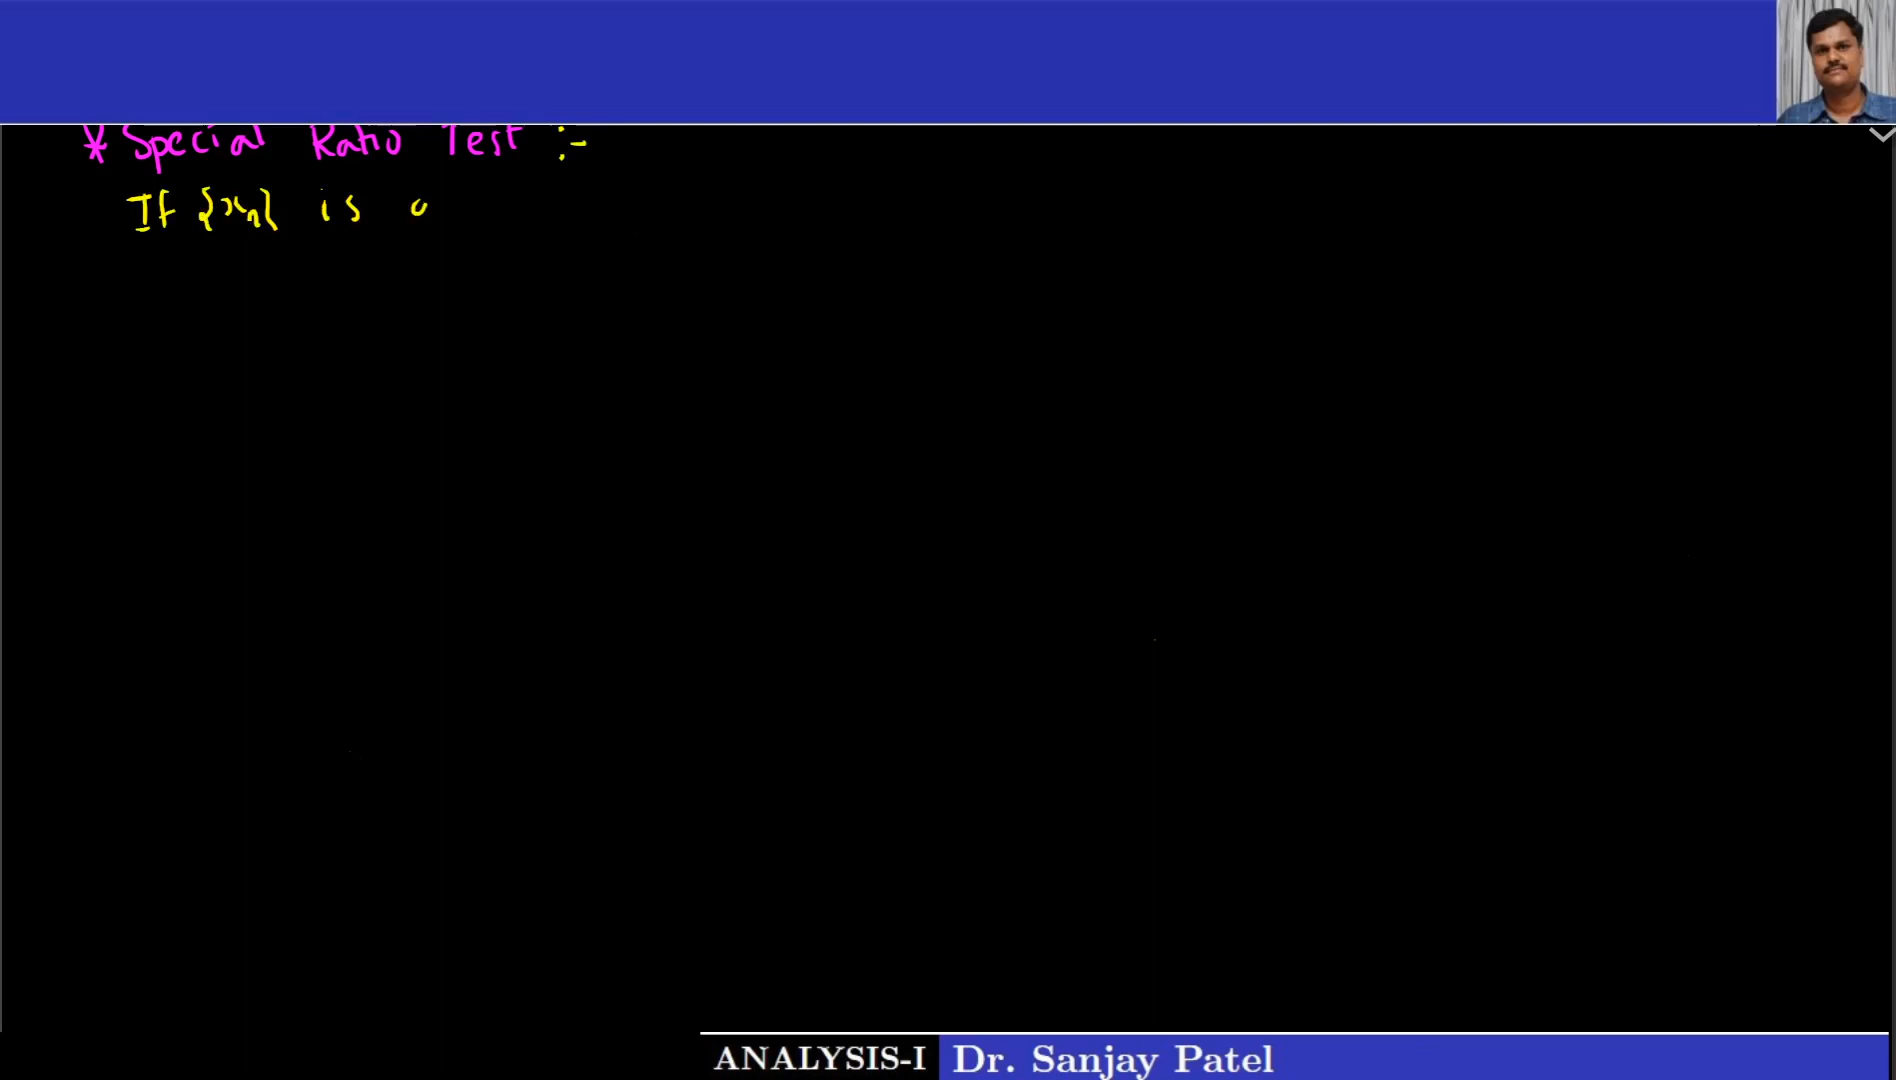 * Special Ratio Test :-
If {xₙ} is
ANALYSIS-I Dr. Sanjay Patel